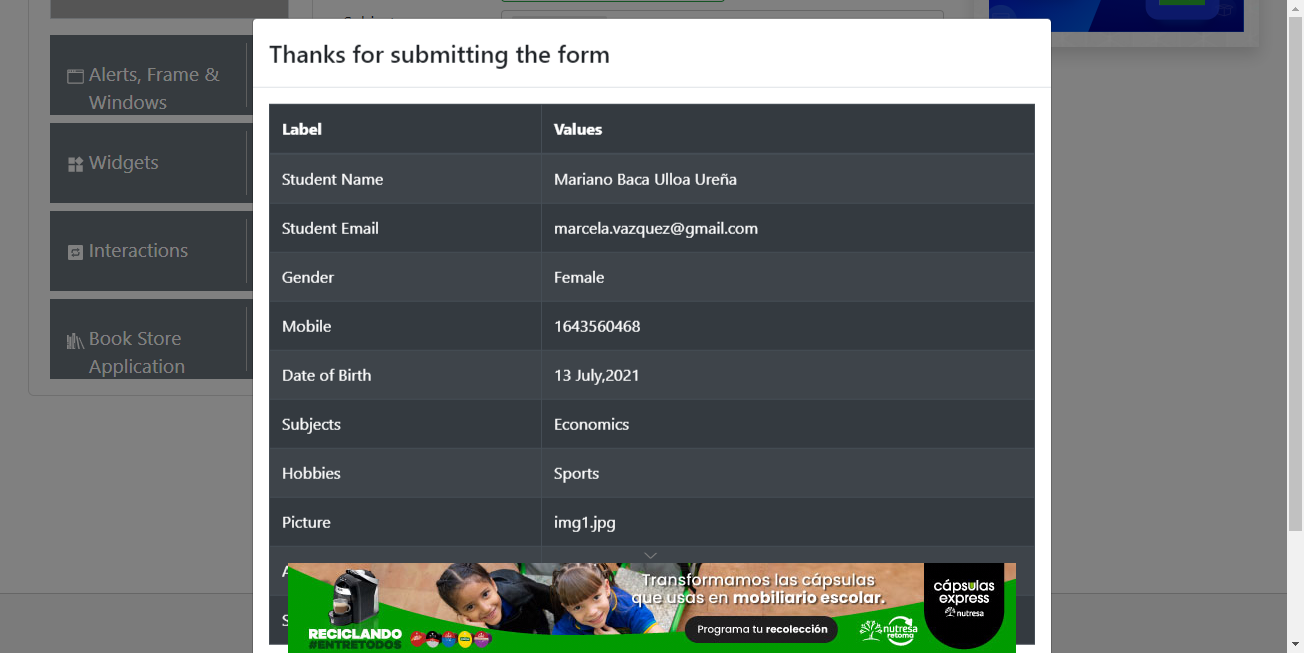 Thanks for submitting the form
Alerts, Frame &
Windows
Widgets
Interactions
Book Store
Application
Label Values
Student Name Mariano Baca Ulloa Ureña
Student Email marcela.vazquez@gmail.com
Gender Female
Mobile 1643560468
Date of Birth 13 July,2021
Subjects Economics
Hobbies Sports
Picture img1.jpg
Transformamos las cápsulas
que usas en mobiliario escolar.
Programa tu recolección
RECICLANDO
#ENTRETODOS
nutresa
retoma
cápsulas
express
nutresa